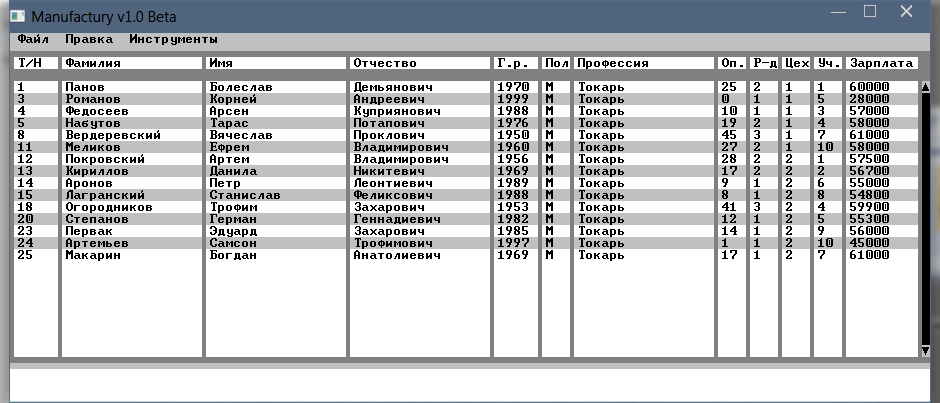 Manufactury v1.0 Beta
Файл Правка Инструменты
Т/Н Фамилия Имя Отчество Г.р. Пол Профессия Оп. Р-д Цех Уч. Зарплата
1 Панов Болеслав Демьянович 1970 М Токарь 25 2 1 1 60000
3 Романов Корней Андреевич 1999 М Токарь 0 1 1 5 28000
4 Федосеев Арсен Куприянович 1988 М Токарь 10 1 1 3 57000
5 Набутов Тарас Потапович 1976 М Токарь 19 2 1 4 58000
8 Вердеревский Вячеслав Проклович 1950 М Токарь 45 3 1 7 61000
11 Меликов Ефрем Владимирович 1960 М Токарь 27 2 1 10 58000
12 Покровский Артем Владимирович 1956 М Токарь 28 2 2 1 57500
13 Кириллов Данила Никитевич 1969 М Токарь 17 2 2 2 56700
14 Аронов Петр Леонтиевич 1989 М Токарь 9 1 2 6 55000
15 Лагранский Станислав Феликсович 1988 М Токарь 8 1 2 8 54800
18 Огородников Трофим Захарович 1953 М Токарь 41 3 2 4 59900
20 Степанов Герман Геннадиевич 1982 М Токарь 12 1 2 5 55300
23 Первак Эдуард Захарович 1985 М Токарь 14 1 2 9 56000
24 Артемьев Самсон Трофимович 1997 М Токарь 1 1 2 10 45000
25 Макарин Богдан Анатолиевич 1969 М Токарь 17 1 2 7 61000